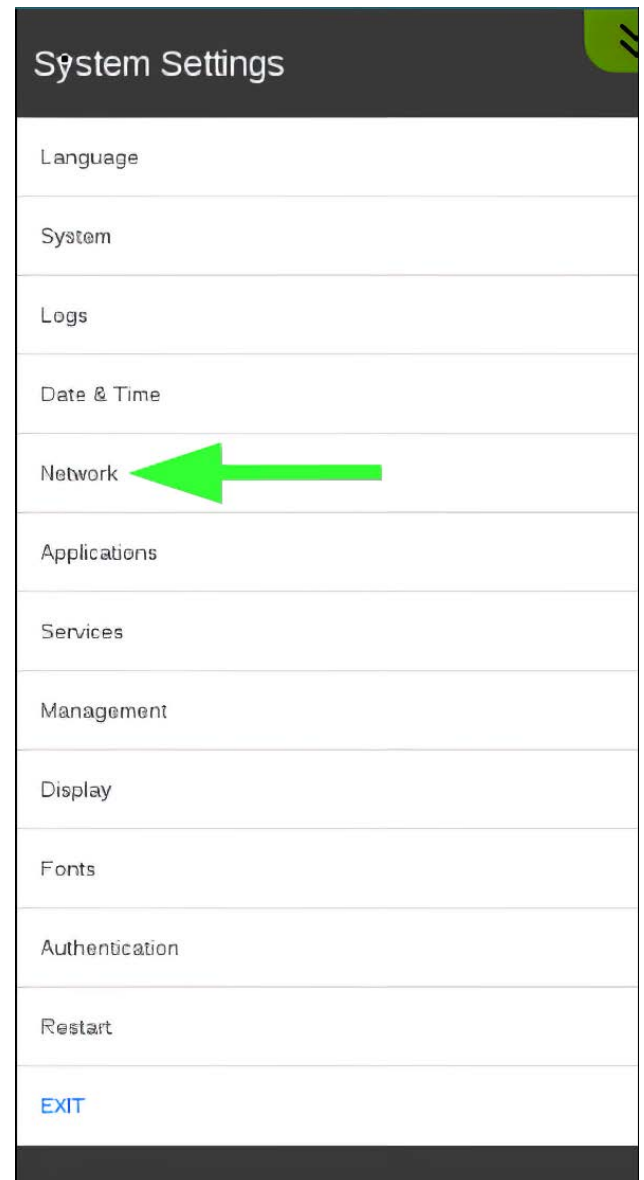 System Settings
Language
System
Logs
Date & Time
Network
Applications
Services
Management
Display
Fonts
Authentication
Restart
EXIT